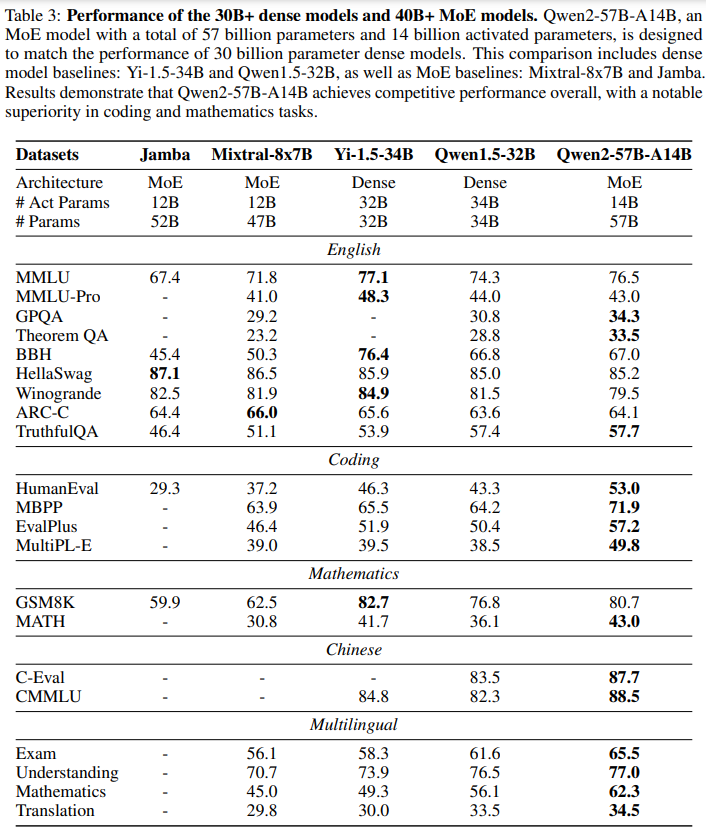 Table 3: Performance of the 30B+ dense models and 40B+ MoE models. Qwen2-57B-A14B, an
MoE model with a total of 57 billion parameters and 14 billion activated parameters, is designed
to match the performance of 30 billion parameter dense models. This comparison includes dense
model baselines: Yi-1.5-34B and Qwen1.5-32B, as well as MoE baselines: Mixtral-8x7B and Jamba.
Results demonstrate that Qwen2-57B-A14B achieves competitive performance overall, with a notable
superiority in coding and mathematics tasks.
Datasets Jamba Mixtral-8x7B Yi-1.5-34B Qwen1.5-32B Qwen2-57B-A14B
Architecture MoE MoE Dense Dense MoE
# Act Params 12B 12B 32B 34B 14B
# Params 52B 47B 32B 34B 57B
English
MMLU 67.4 71.8 77.1 74.3 76.5
MMLU-Pro - 41.0 48.3 44.0 43.0
GPQA - 29.2 - 30.8 34.3
Theorem QA - 23.2 - 28.8 33.5
BBH 45.4 50.3 76.4 66.8 67.0
HellaSwag 87.1 86.5 85.9 85.0 85.2
Winogrande 82.5 81.9 84.9 81.5 79.5
ARC-C 64.4 66.0 65.6 63.6 64.1
TruthfulQA 46.4 51.1 53.9 57.4 57.7
Coding
HumanEval 29.3 37.2 46.3 43.3 53.0
MBPP - 63.9 65.5 64.2 71.9
EvalPlus - 46.4 51.9 50.4 57.2
MultiPL-E - 39.0 39.5 38.5 49.8
Mathematics
GSM8K 59.9 62.5 82.7 76.8 80.7
MATH - 30.8 41.7 36.1 43.0
Chinese
C-Eval - - - 83.5 87.7
CMMLU - - 84.8 82.3 88.5
Multilingual
Exam - 56.1 58.3 61.6 65.5
Understanding - 70.7 73.9 76.5 77.0
Mathematics - 45.0 49.3 56.1 62.3
Translation - 29.8 30.0 33.5 34.5